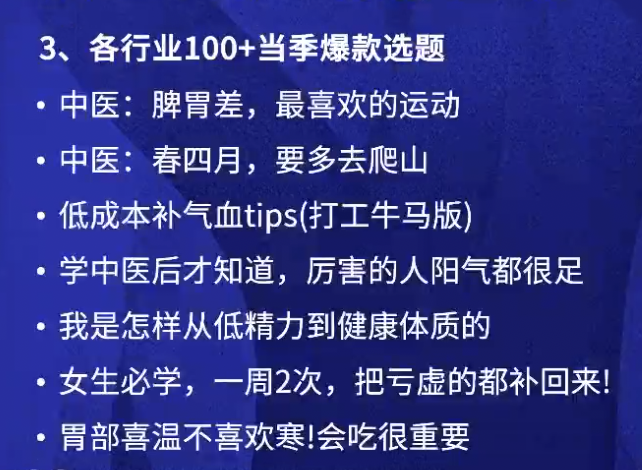 3、各行业100+当季爆款选题
• 中医：脾胃差，最喜欢的运动
• 中医：春四月，要多去爬山
• 低成本补气血tips(打工牛马版)
• 学中医后才知道，厉害的人阳气都很足
• 我是怎样从低精力到健康体质的
• 女生必学，一周2次，把亏虚的都补回来!
• 胃部喜温不喜欢寒!会吃很重要